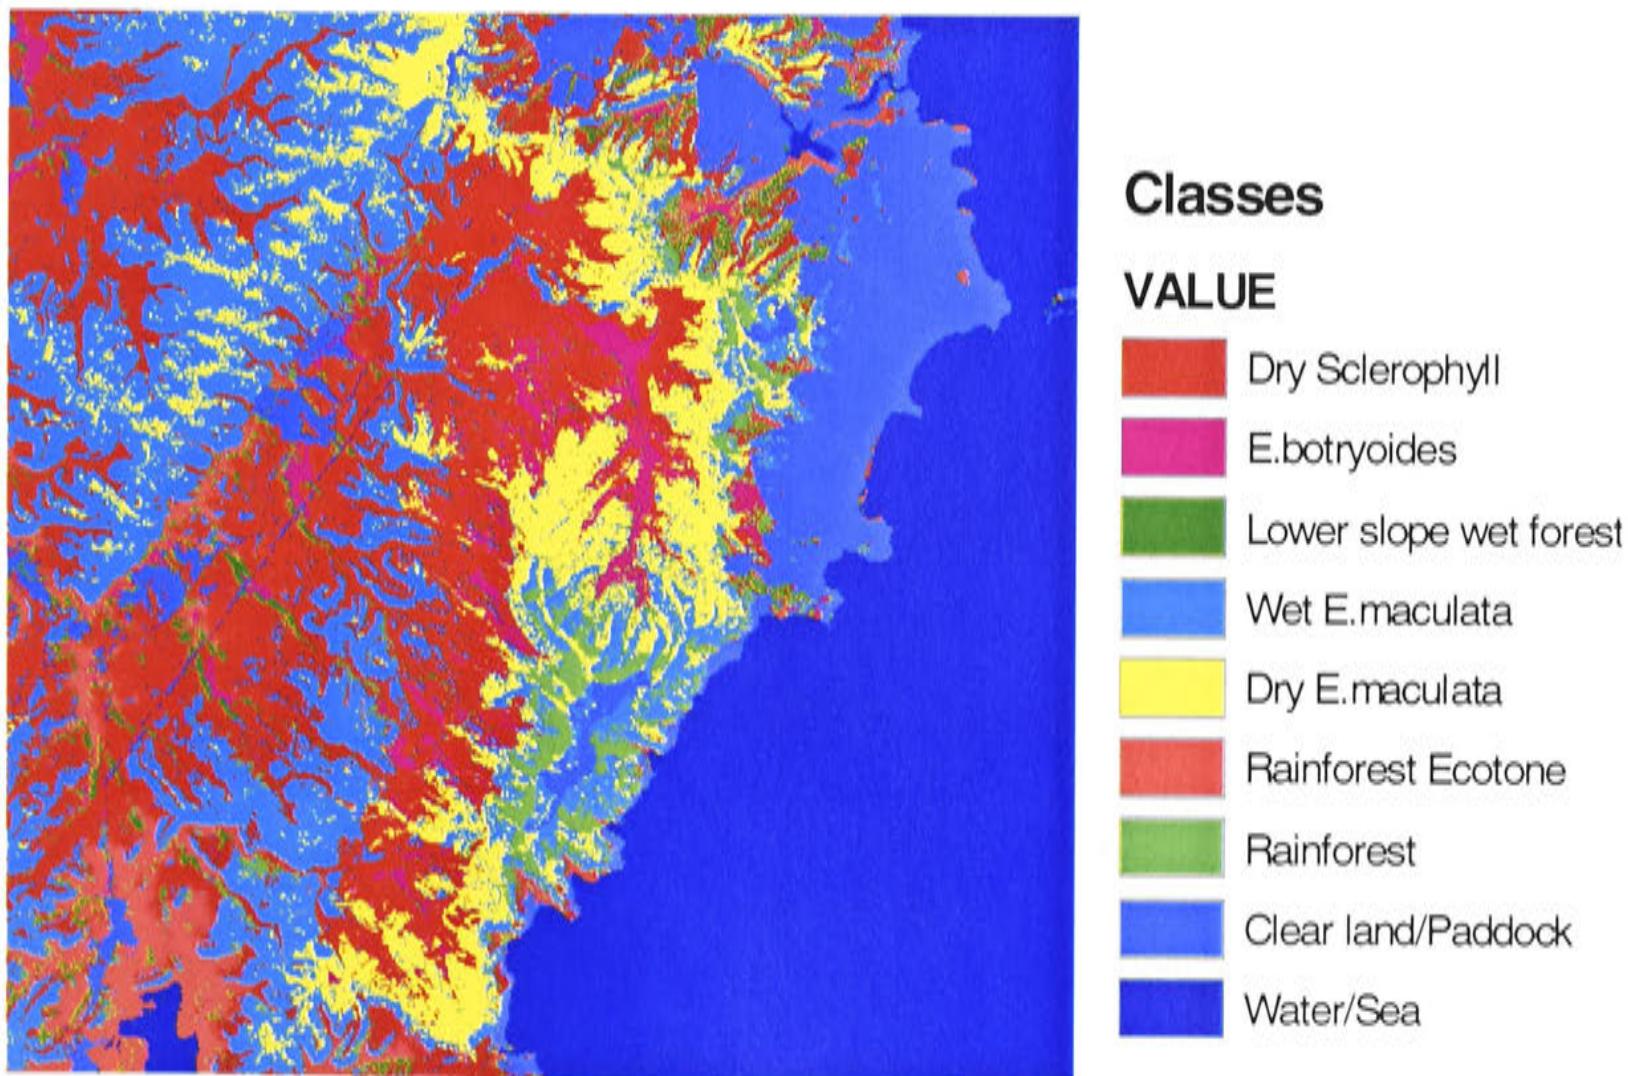 Classes
VALUE
Dry Sclerophyll
E.botryoides
Lower slope wet forest
Wet E.maculata
Dry E.maculata
Rainforest Ecotone
Rainforest
Clear land/Paddock
Water/Sea